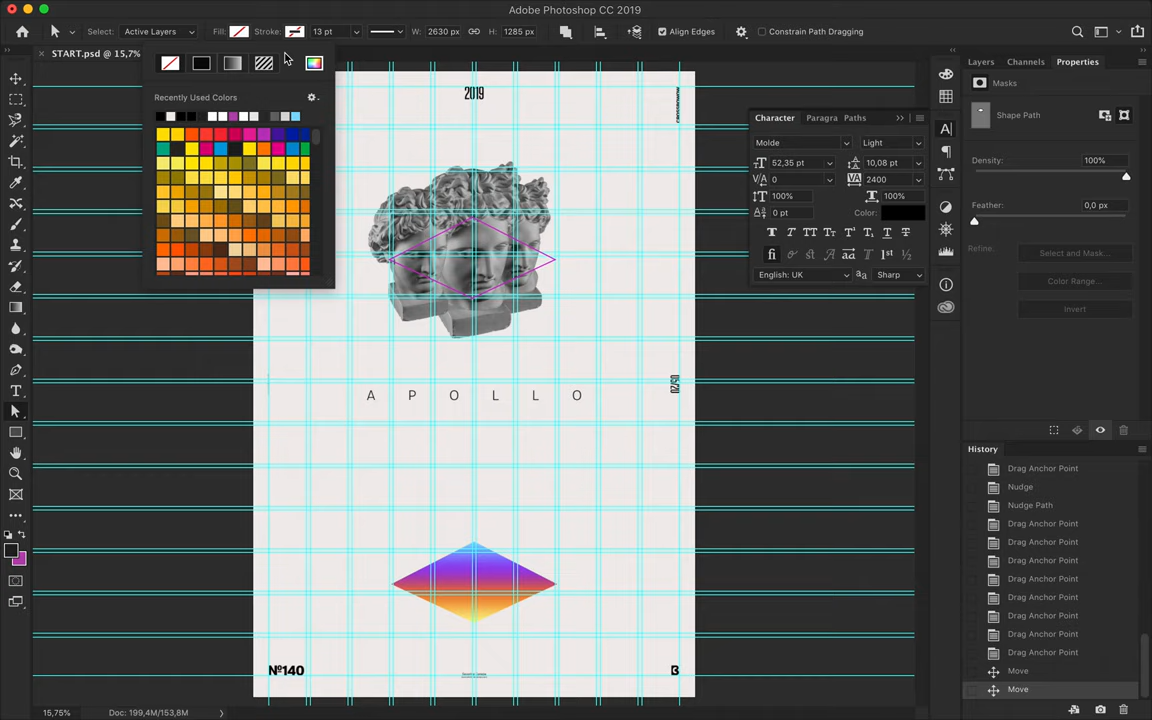 Adobe Photoshop CC 2019
Select:
Active Layers
Fill:
Stroke:
13 pt
W:
2630 px
H:
1285 px
Align Edges
Constrain Path Dragging
START.psd @ 15,7%
Recently Used Colors
2019
A P O L L O
02/20
Nº140
B
Character
Paragra
Paths
Molde
Light
52,35 pt
10,08 pt
0
2400
100%
100%
0 pt
Color:
English: UK
Sharp
Layers
Channels
Properties
Masks
Shape Path
Density:
100%
Feather:
0,0 px
Refine:
Select and Mask...
Color Range...
Invert
History
Drag Anchor Point
Nudge
Nudge Path
Drag Anchor Point
Drag Anchor Point
Drag Anchor Point
Drag Anchor Point
Drag Anchor Point
Drag Anchor Point
Drag Anchor Point
Drag Anchor Point
Move
Move
15,75%
Doc: 199,4M/153,8M